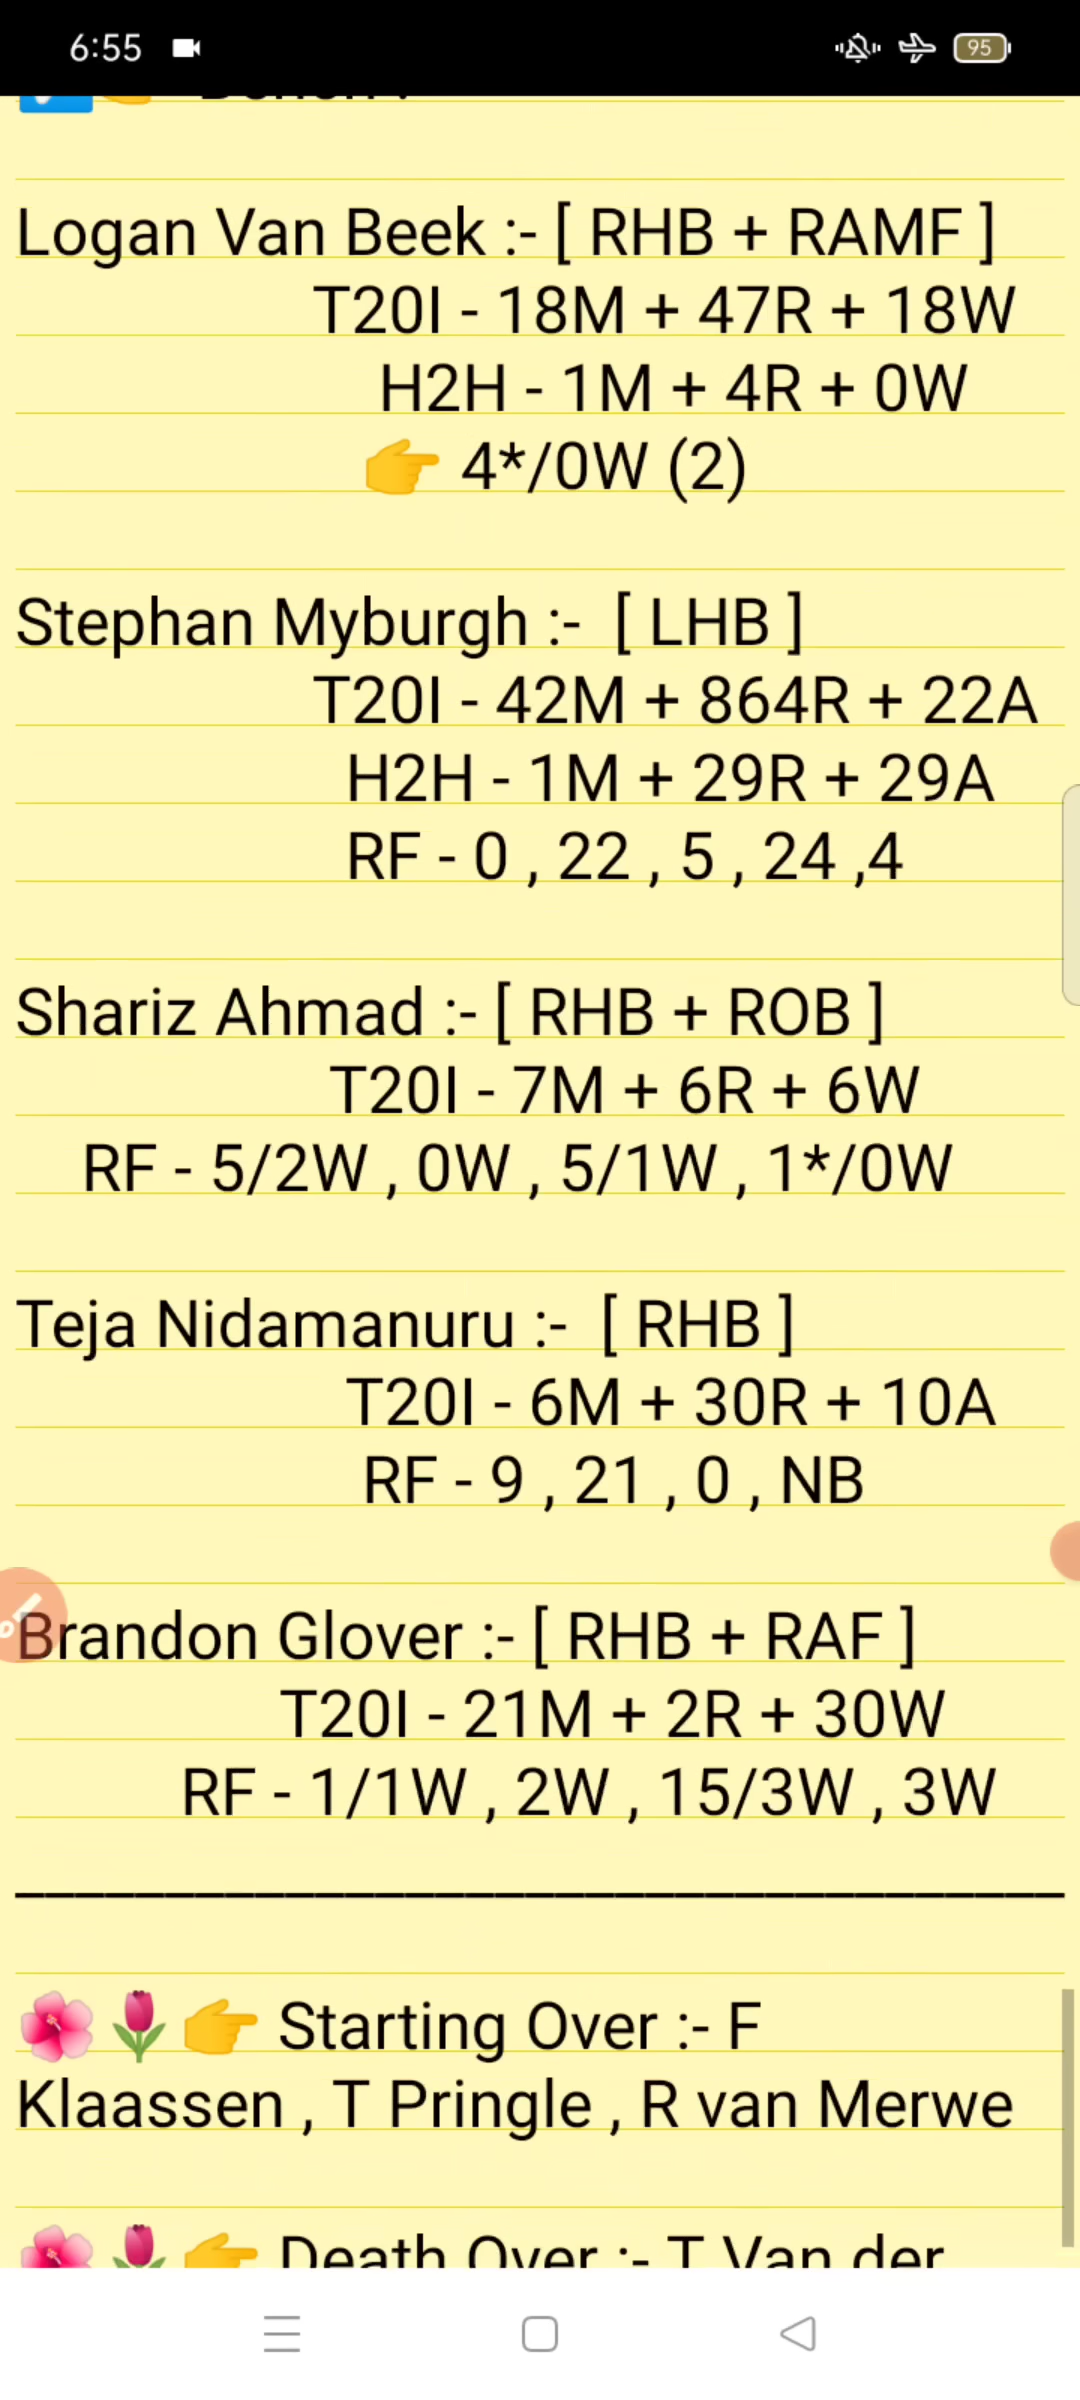 6:55
95
Logan Van Beek :- [ RHB + RAMF ]
T20I - 18M + 47R + 18W
H2H - 1M + 4R + 0W
👉 4*/0W (2)
Stephan Myburgh :- [ LHB ]
T20I - 42M + 864R + 22A
H2H - 1M + 29R + 29A
RF - 0 , 22 , 5 , 24 ,4
Shariz Ahmad :- [ RHB + ROB ]
T20I - 7M + 6R + 6W
RF - 5/2W , 0W , 5/1W , 1*/0W
Teja Nidamanuru :- [ RHB ]
T20I - 6M + 30R + 10A
RF - 9 , 21 , 0 , NB
Brandon Glover :- [ RHB + RAF ]
T20I - 21M + 2R + 30W
RF - 1/1W , 2W , 15/3W , 3W
🌺🌷👉 Starting Over :- F
Klaassen , T Pringle , R van Merwe
🌺🌷👉 Death Over :- T Van der